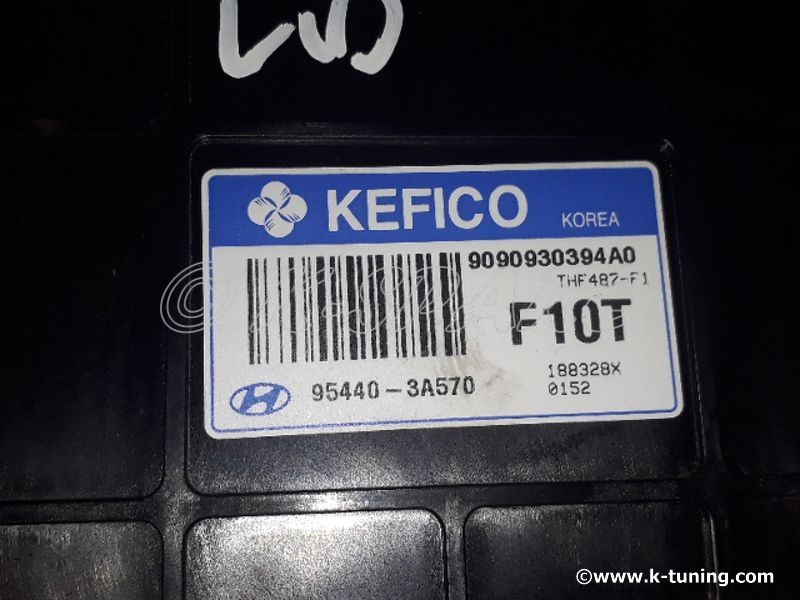 KEFICO KOREA
9090930394A0
THF487-F1
F10T
95440-3A570
188328X
0152
©www.k-tuning.com